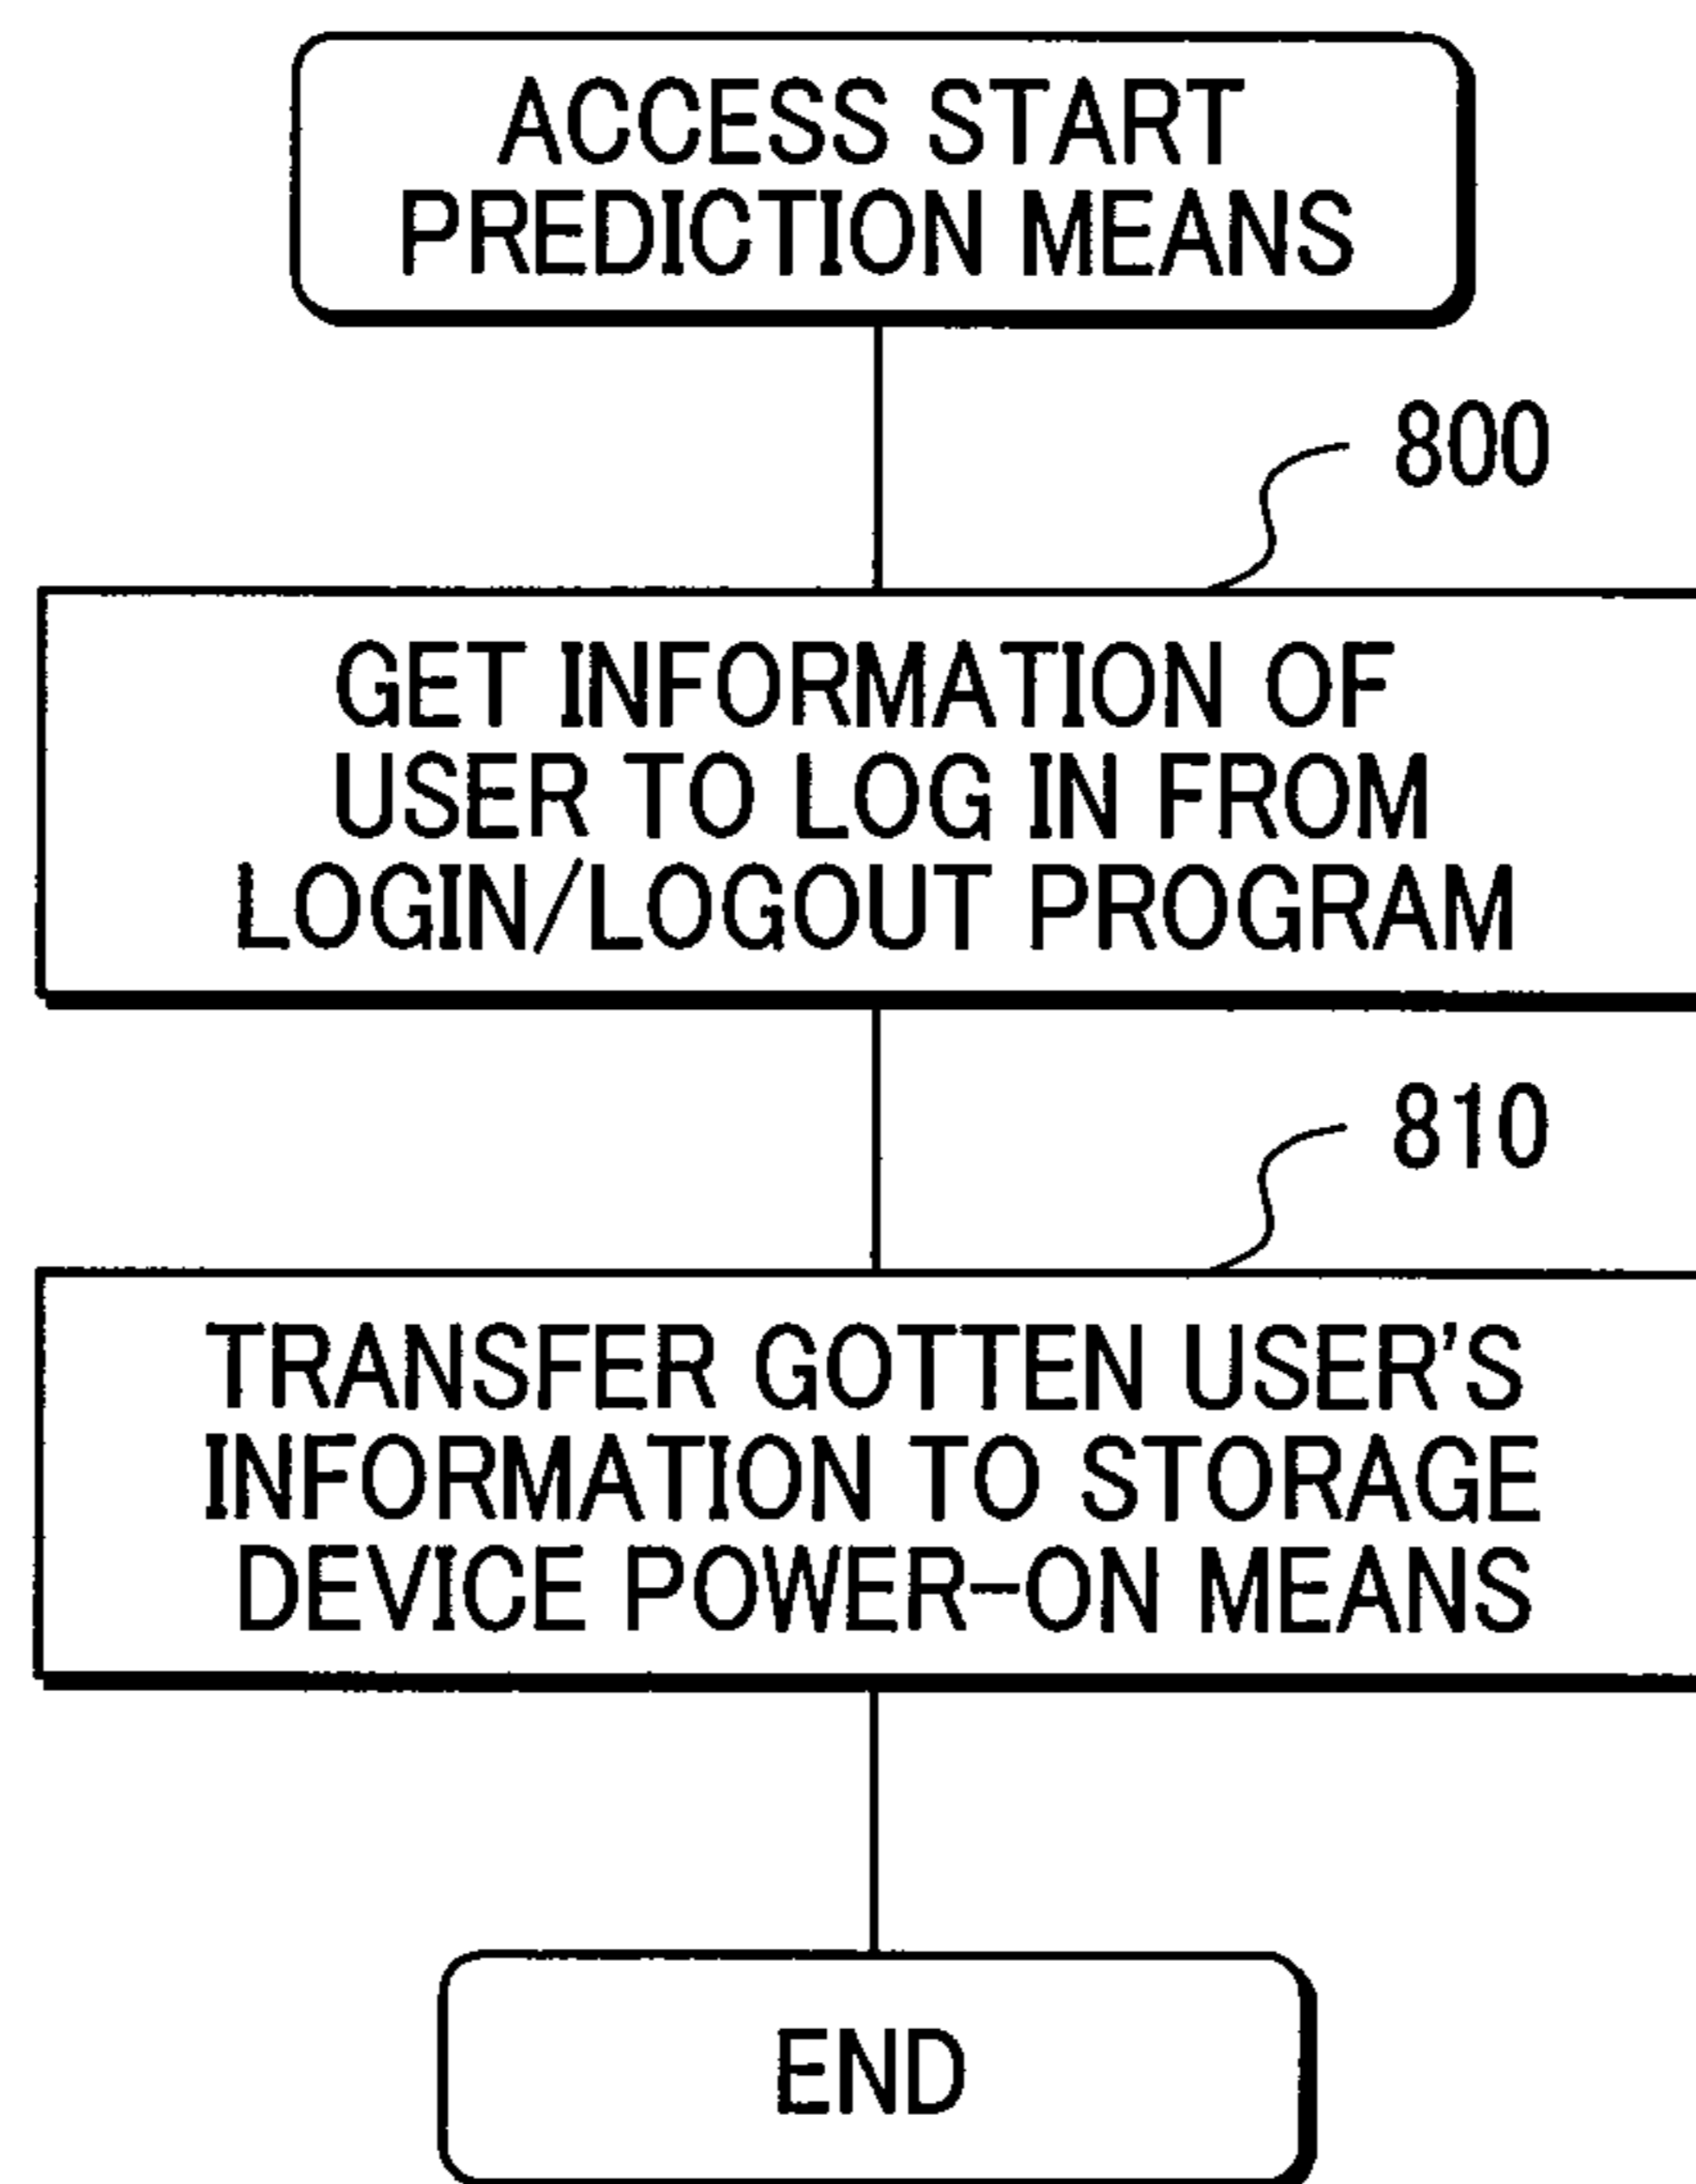 ACCESS START
PREDICTION MEANS
800
GET INFORMATION OF
USER TO LOG IN FROM
LOGIN/LOGOUT PROGRAM
810
TRANSFER GOTTEN USER'S
INFORMATION TO STORAGE
DEVICE POWER-ON MEANS
END